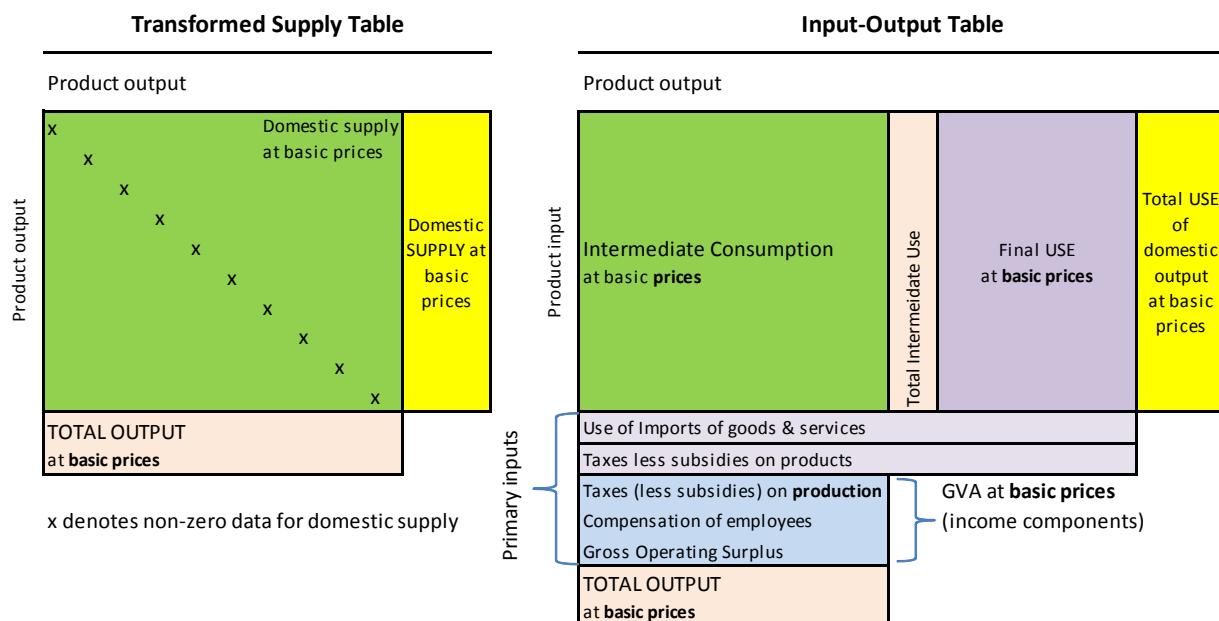 Transformed Supply Table
Product output
Product output
x
Domestic supply
at basic prices
x
x
x
x
x
x
x
x
x
Domestic
SUPPLY at
basic
prices
TOTAL OUTPUT
at basic prices
x denotes non-zero data for domestic supply
Input-Output Table
Product output
Product input
Intermediate Consumption
at basic prices
Total Intermeidate Use
Final USE
at basic prices
Total USE
of
domestic
output
at basic
prices
Primary inputs
Use of Imports of goods & services
Taxes less subsidies on products
Taxes (less subsidies) on production
Compensation of employees
Gross Operating Surplus
GVA at basic prices
(income components)
TOTAL OUTPUT
at basic prices